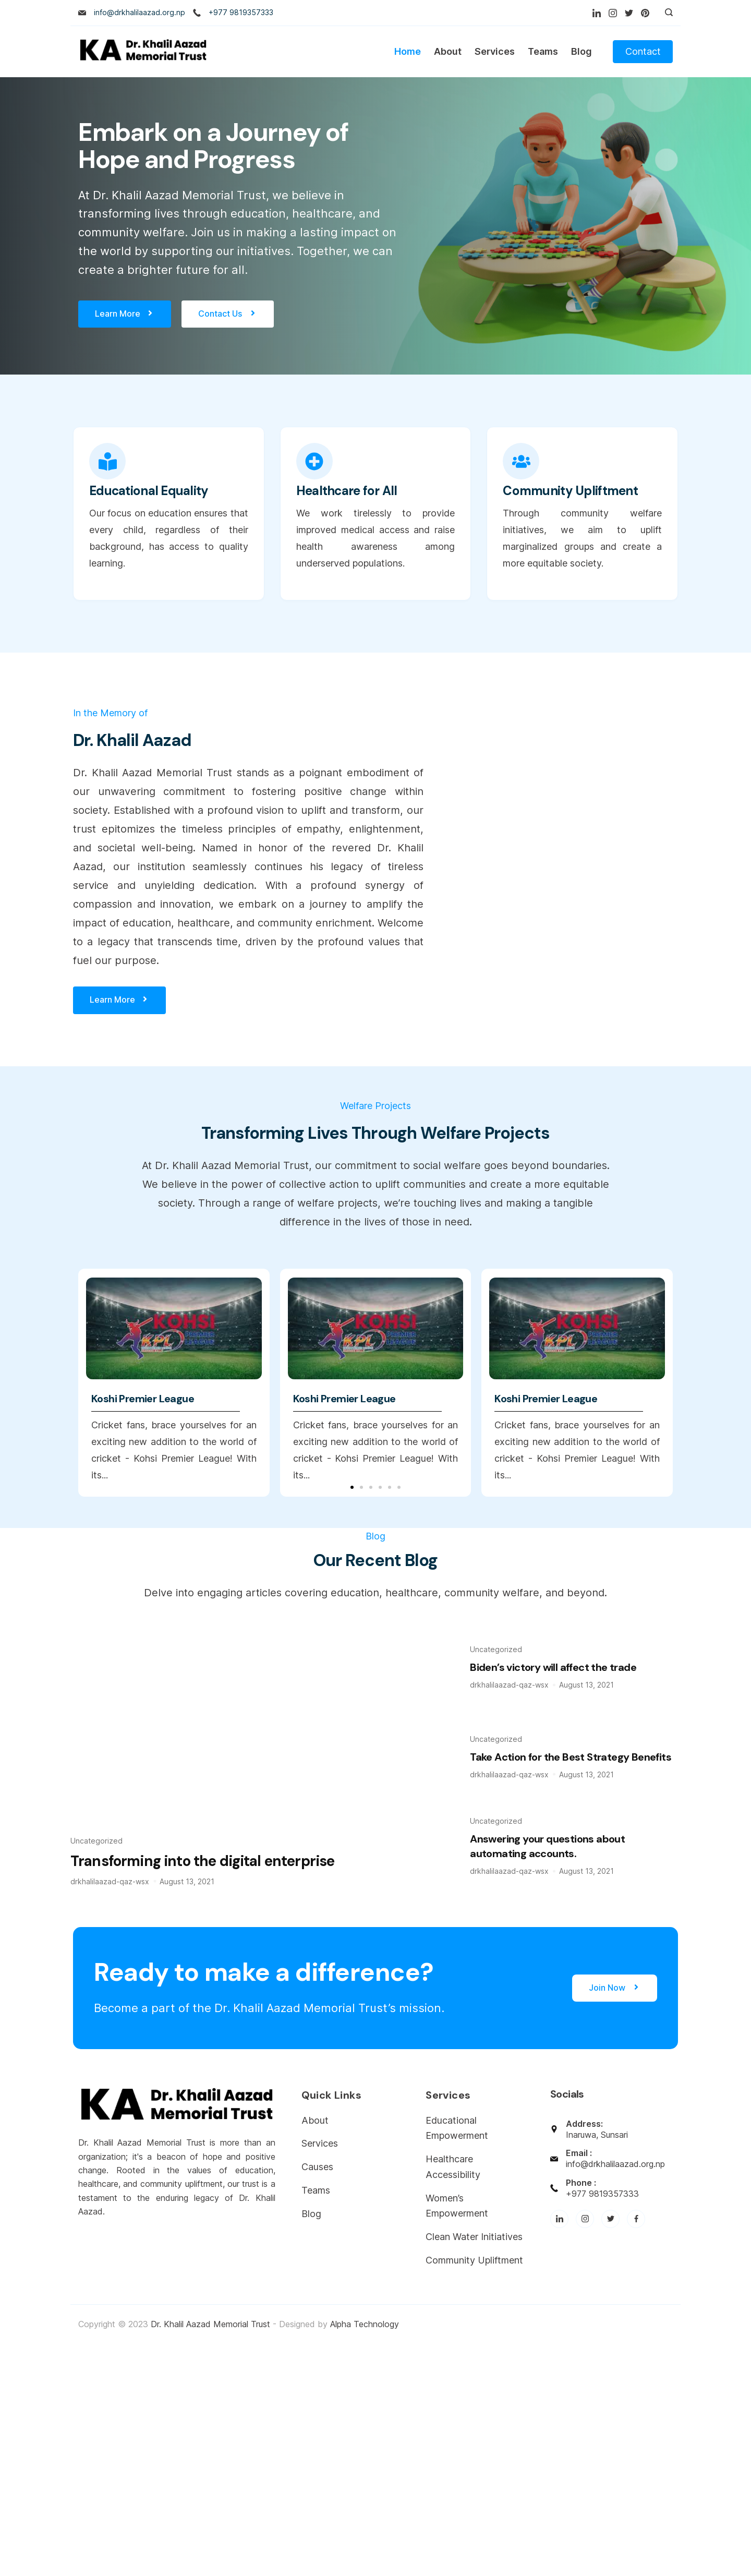 info@drkhalilaazad.org.np +977 9819357333
KA Dr. Khalil Aazad
Memorial Trust
Home About Services Teams Blog Contact
Embark on a Journey of
Hope and Progress
At Dr. Khalil Aazad Memorial Trust, we believe in
transforming lives through education, healthcare, and
community welfare. Join us in making a lasting impact on
the world by supporting our initiatives. Together, we can
create a brighter future for all.
Learn More Contact Us
Educational Equality
Our focus on education ensures that
every child, regardless of their
background, has access to quality
learning.
Healthcare for All
We work tirelessly to provide
improved medical access and raise
health awareness among
underserved populations.
Community Upliftment
Through community welfare
initiatives, we aim to uplift
marginalized groups and create a
more equitable society.
In the Memory of
Dr. Khalil Aazad
Dr. Khalil Aazad Memorial Trust stands as a poignant embodiment of
our unwavering commitment to fostering positive change within
society. Established with a profound vision to uplift and transform, our
trust epitomizes the timeless principles of empathy, enlightenment,
and societal well-being. Named in honor of the revered Dr. Khalil
Aazad, our institution seamlessly continues his legacy of tireless
service and unyielding dedication. With a profound synergy of
compassion and innovation, we embark on a journey to amplify the
impact of education, healthcare, and community enrichment. Welcome
to a legacy that transcends time, driven by the profound values that
fuel our purpose.
Learn More
Welfare Projects
Transforming Lives Through Welfare Projects
At Dr. Khalil Aazad Memorial Trust, our commitment to social welfare goes beyond boundaries.
We believe in the power of collective action to uplift communities and create a more equitable
society. Through a range of welfare projects, we're touching lives and making a tangible
difference in the lives of those in need.
KOHSI
KPL PREMIER
LEAGUE
Koshi Premier League
Cricket fans, brace yourselves for an
exciting new addition to the world of
cricket - Kohsi Premier League! With
its...
KOHSI
KPL PREMIER
LEAGUE
Koshi Premier League
Cricket fans, brace yourselves for an
exciting new addition to the world of
cricket - Kohsi Premier League! With
its...
KOHSI
KPL PREMIER
LEAGUE
Koshi Premier League
Cricket fans, brace yourselves for an
exciting new addition to the world of
cricket - Kohsi Premier League! With
its...
Blog
Our Recent Blog
Delve into engaging articles covering education, healthcare, community welfare, and beyond.
Uncategorized
Transforming into the digital enterprise
drkhalilaazad-qaz-wsx · August 13, 2021
Uncategorized
Biden's victory will affect the trade
drkhalilaazad-qaz-wsx · August 13, 2021
Uncategorized
Take Action for the Best Strategy Benefits
drkhalilaazad-qaz-wsx · August 13, 2021
Uncategorized
Answering your questions about
automating accounts.
drkhalilaazad-qaz-wsx · August 13, 2021
Ready to make a difference?
Become a part of the Dr. Khalil Aazad Memorial Trust's mission.
Join Now
KA Dr. Khalil Aazad
Memorial Trust
Dr. Khalil Aazad Memorial Trust is more than an
organization; it's a beacon of hope and positive
change. Rooted in the values of education,
healthcare, and community upliftment, our trust is a
testament to the enduring legacy of Dr. Khalil
Aazad.
Quick Links
About
Services
Causes
Teams
Blog
Services
Educational
Empowerment
Healthcare
Accessibility
Women's
Empowerment
Clean Water Initiatives
Community Upliftment
Socials
Address:
Inaruwa, Sunsari
Email :
info@drkhalilaazad.org.np
Phone :
+977 9819357333
Copyright © 2023 Dr. Khalil Aazad Memorial Trust - Designed by Alpha Technology